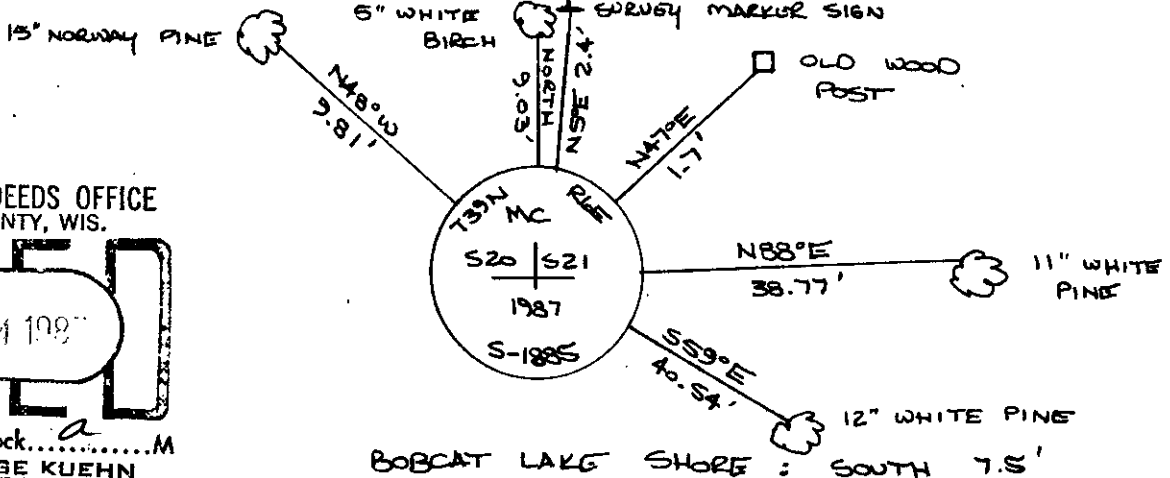 5" WHITE
BIRCH
SURVEY MARKER SIGN
15" NORWAY PINE
OLD WOOD
POST
N48°W
9.81'
NORTH
9.03'
N5°E 2.4'
N47°E
1.7'
DEEDS OFFICE
NTY, WIS.
1987
ock............M
a
GE KUEHN
T39N
R6E
MC
S20 S21
1987
S-1885
N88°E
38.77'
11" WHITE
PINE
S59°E
40.54'
12" WHITE PINE
BOBCAT LAKE SHORE : SOUTH 7.5'